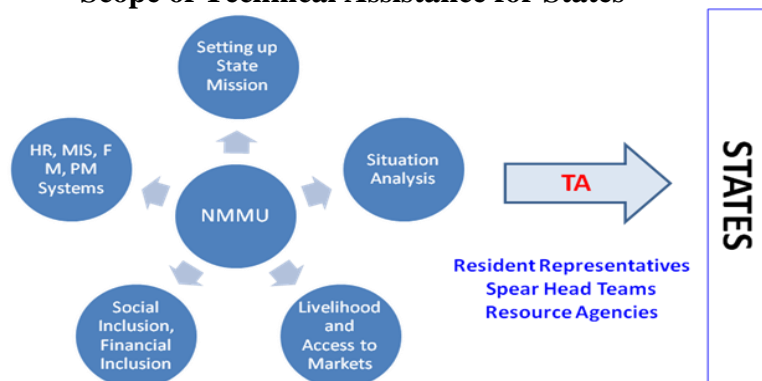 Scope of Technical Assistance for States
Setting up
State
Mission
HR, MIS, F
M, PM
Systems
Situation
Analysis
NMMU
Social
Inclusion,
Financial
Inclusion
Livelihood
and
Access to
Markets
TA
Resident Representatives
Spear Head Teams
Resource Agencies
STATES